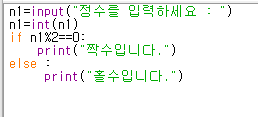 n1=input("정수를 입력하세요 : ")
n1=int(n1)
if n1%2==0:
    print("짝수입니다.")
else :
     print("홀수입니다.")